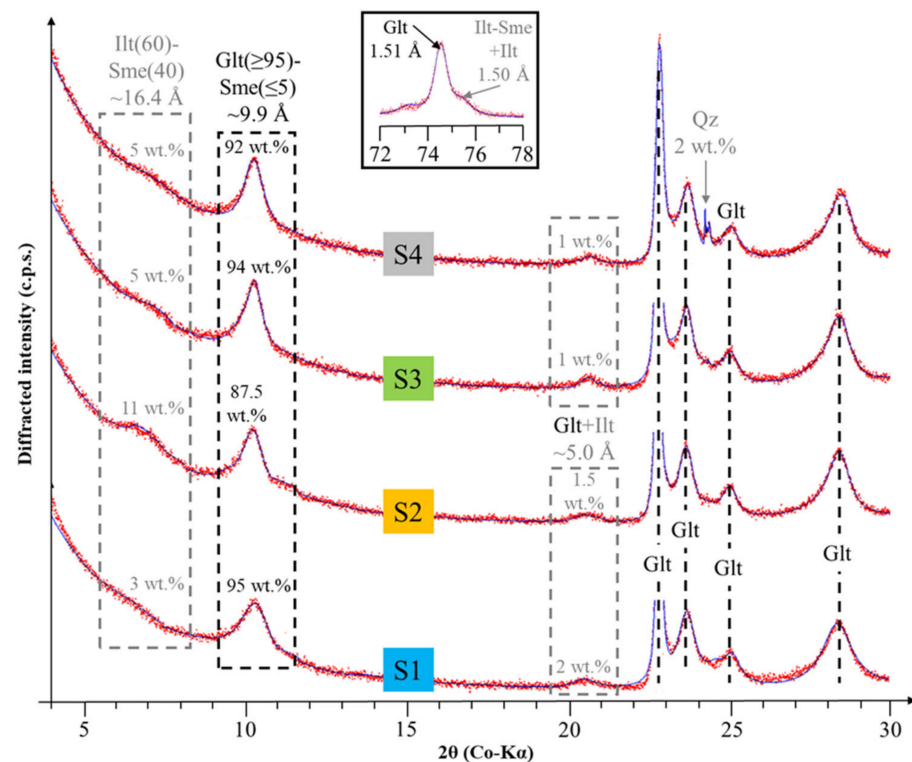 Diffracted intensity (c.p.s.)
Ilt(60)-
Sme(40)
~16.4 Å
Glt(≥95)-
Sme(≤5)
~9.9 Å
Glt
1.51 Å
Ilt-Sme
+Ilt
1.50 Å
72 74 76 78
Qz
2 wt.%
5 wt.%
92 wt.%
S4
1 wt.%
Glt
5 wt.%
94 wt.%
S3
1 wt.%
11 wt.%
87.5
wt.%
S2
Glt+Ilt
~5.0 Å
1.5
wt.%
3 wt.%
95 wt.%
S1
2 wt.%
Glt
Glt
Glt
Glt
5 10 15 20 25 30
2θ (Co-Kα)